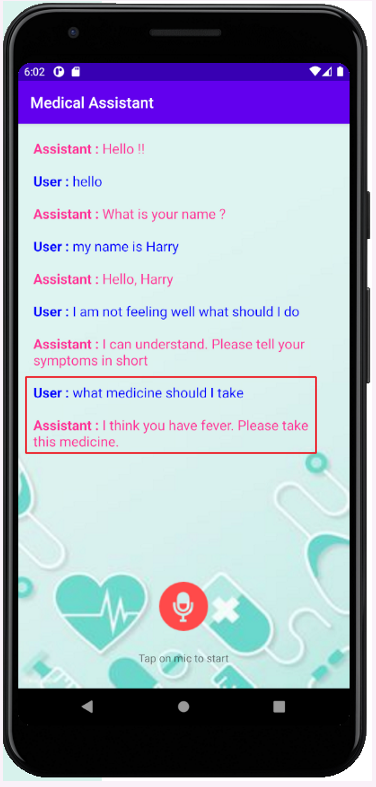 6:02
Medical Assistant
Assistant : Hello !!
User : hello
Assistant : What is your name ?
User : my name is Harry
Assistant : Hello, Harry
User : I am not feeling well what should I do
Assistant : I can understand. Please tell your
symptoms in short
User : what medicine should I take
Assistant : I think you have fever. Please take
this medicine.
Tap on mic to start